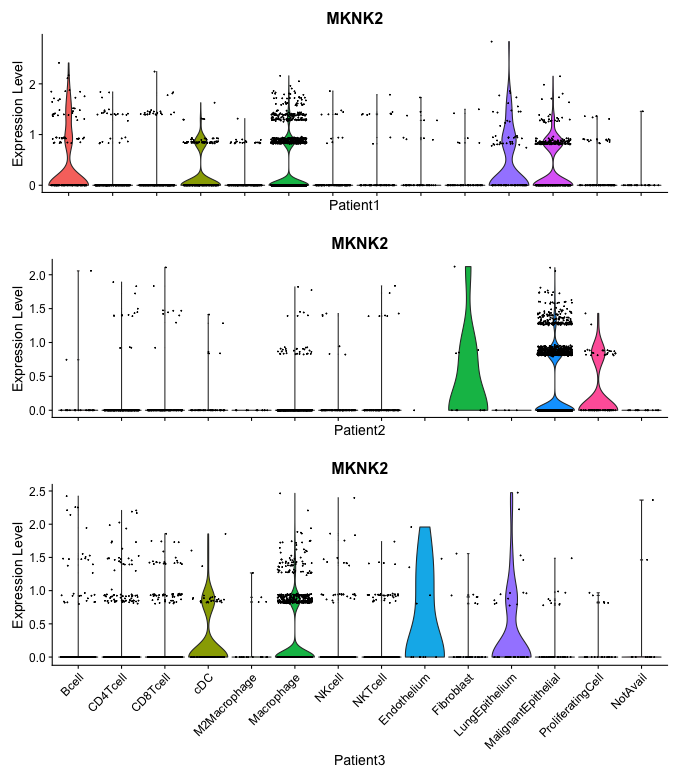 MKNK2
Expression Level
2
1
0
Patient1
MKNK2
Expression Level
2.0
1.5
1.0
0.5
0.0
Patient2
MKNK2
Expression Level
2.5
2.0
1.5
1.0
0.5
0.0
Bcell
CD4Tcell
CD8Tcell
cDC
M2Macrophage
Macrophage
NKcell
NKTcell
Endothelium
Fibroblast
LungEpithelium
MalignantEpithelial
ProliferatingCell
NotAvail
Patient3